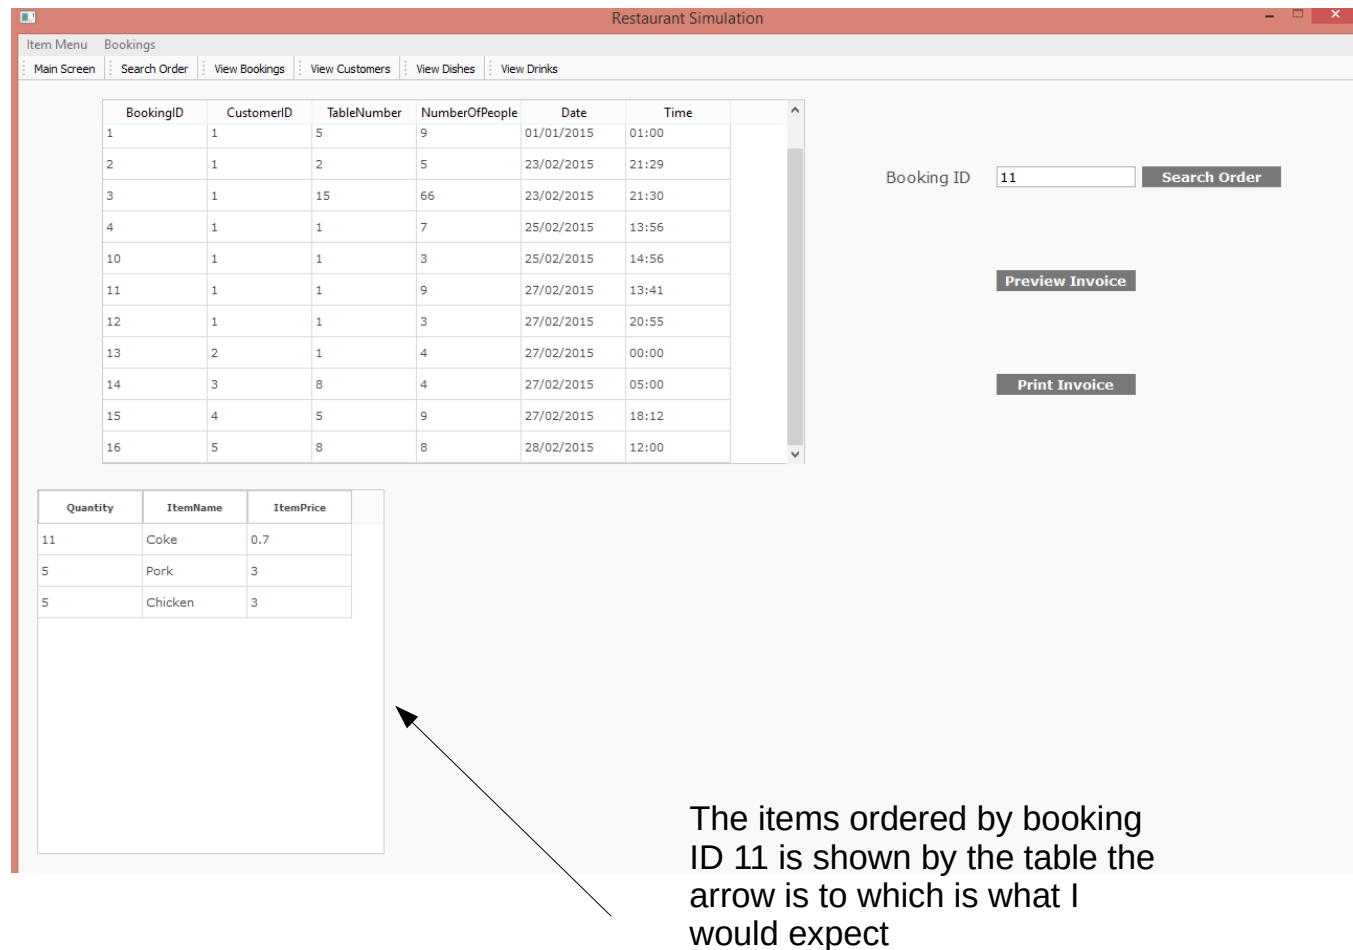 Restaurant Simulation
Item Menu Bookings
Main Screen Search Order View Bookings View Customers View Dishes View Drinks
BookingID CustomerID TableNumber NumberOfPeople Date Time
1 1 5 9 01/01/2015 01:00
2 1 2 5 23/02/2015 21:29
Booking ID 11 Search Order
3 1 15 66 23/02/2015 21:30
4 1 1 7 25/02/2015 13:56
10 1 1 3 25/02/2015 14:56
Preview Invoice
11 1 1 9 27/02/2015 13:41
12 1 1 3 27/02/2015 20:55
13 2 1 4 27/02/2015 00:00
14 3 8 4 27/02/2015 05:00
Print Invoice
15 4 5 9 27/02/2015 18:12
16 5 8 8 28/02/2015 12:00
Quantity ItemName ItemPrice
11 Coke 0.7
5 Pork 3
5 Chicken 3
The items ordered by booking
ID 11 is shown by the table the
arrow is to which is what I
would expect